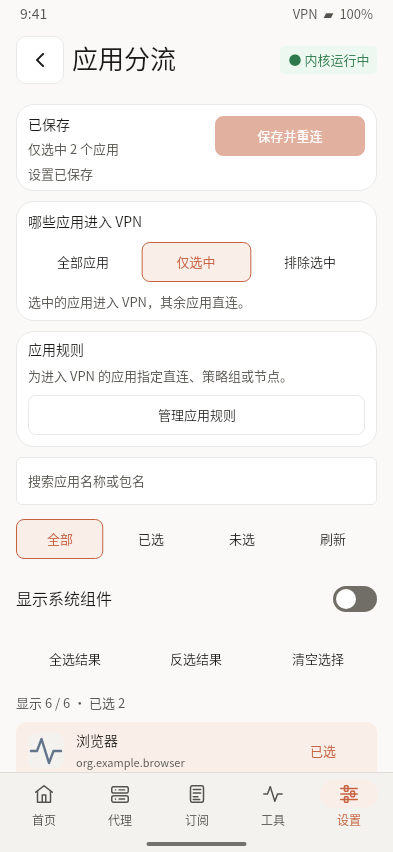 9:41
VPN 100%
应用分流
内核运行中
已保存
仅选中 2 个应用
设置已保存
保存并重连
哪些应用进入 VPN
全部应用 仅选中 排除选中
选中的应用进入 VPN，其余应用直连。
应用规则
为进入 VPN 的应用指定直连、策略组或节点。
管理应用规则
搜索应用名称或包名
全部 已选 未选 刷新
显示系统组件
全选结果 反选结果 清空选择
显示 6 / 6 · 已选 2
浏览器
org.example.browser
已选
首页 代理 订阅 工具 设置